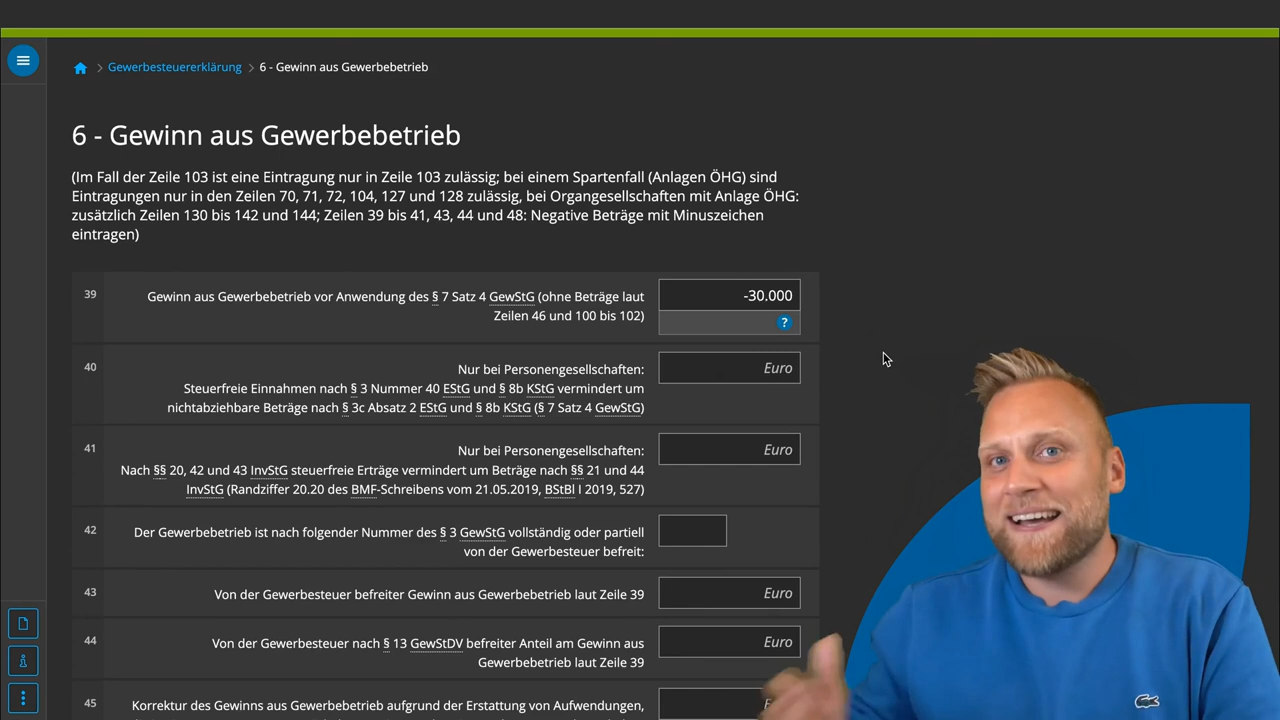 Gewerbesteuererklärung > 6 - Gewinn aus Gewerbebetrieb
6 - Gewinn aus Gewerbebetrieb
(Im Fall der Zeile 103 ist eine Eintragung nur in Zeile 103 zulässig; bei einem Spartenfall (Anlagen ÖHG) sind
Eintragungen nur in den Zeilen 70, 71, 72, 104, 127 und 128 zulässig, bei Organgesellschaften mit Anlage ÖHG:
zusätzlich Zeilen 130 bis 142 und 144; Zeilen 39 bis 41, 43, 44 und 48: Negative Beträge mit Minuszeichen
eintragen)
39 Gewinn aus Gewerbebetrieb vor Anwendung des § 7 Satz 4 GewStG (ohne Beträge laut -30.000
Zeilen 46 und 100 bis 102) ?
40 Nur bei Personengesellschaften: Euro
Steuerfreie Einnahmen nach § 3 Nummer 40 EStG und § 8b KStG vermindert um
nichtabziehbare Beträge nach § 3c Absatz 2 EStG und § 8b KStG (§ 7 Satz 4 GewStG)
41 Nur bei Personengesellschaften: Euro
Nach §§ 20, 42 und 43 InvStG steuerfreie Erträge vermindert um Beträge nach §§ 21 und 44
InvStG (Randziffer 20.20 des BMF-Schreibens vom 21.05.2019, BStBl I 2019, 527)
42 Der Gewerbebetrieb ist nach folgender Nummer des § 3 GewStG vollständig oder partiell
von der Gewerbesteuer befreit:
43 Von der Gewerbesteuer befreiter Gewinn aus Gewerbebetrieb laut Zeile 39 Euro
44 Von der Gewerbesteuer nach § 13 GewStDV befreiter Anteil am Gewinn aus Euro
Gewerbebetrieb laut Zeile 39
45 Korrektur des Gewinns aus Gewerbebetrieb aufgrund der Erstattung von Aufwendungen,